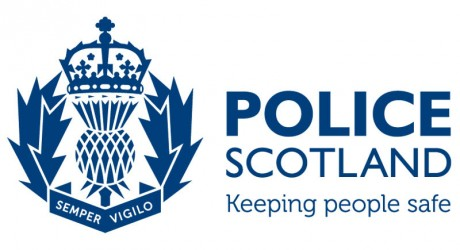 POLICE
SCOTLAND
Keeping people safe
SEMPER VIGILO